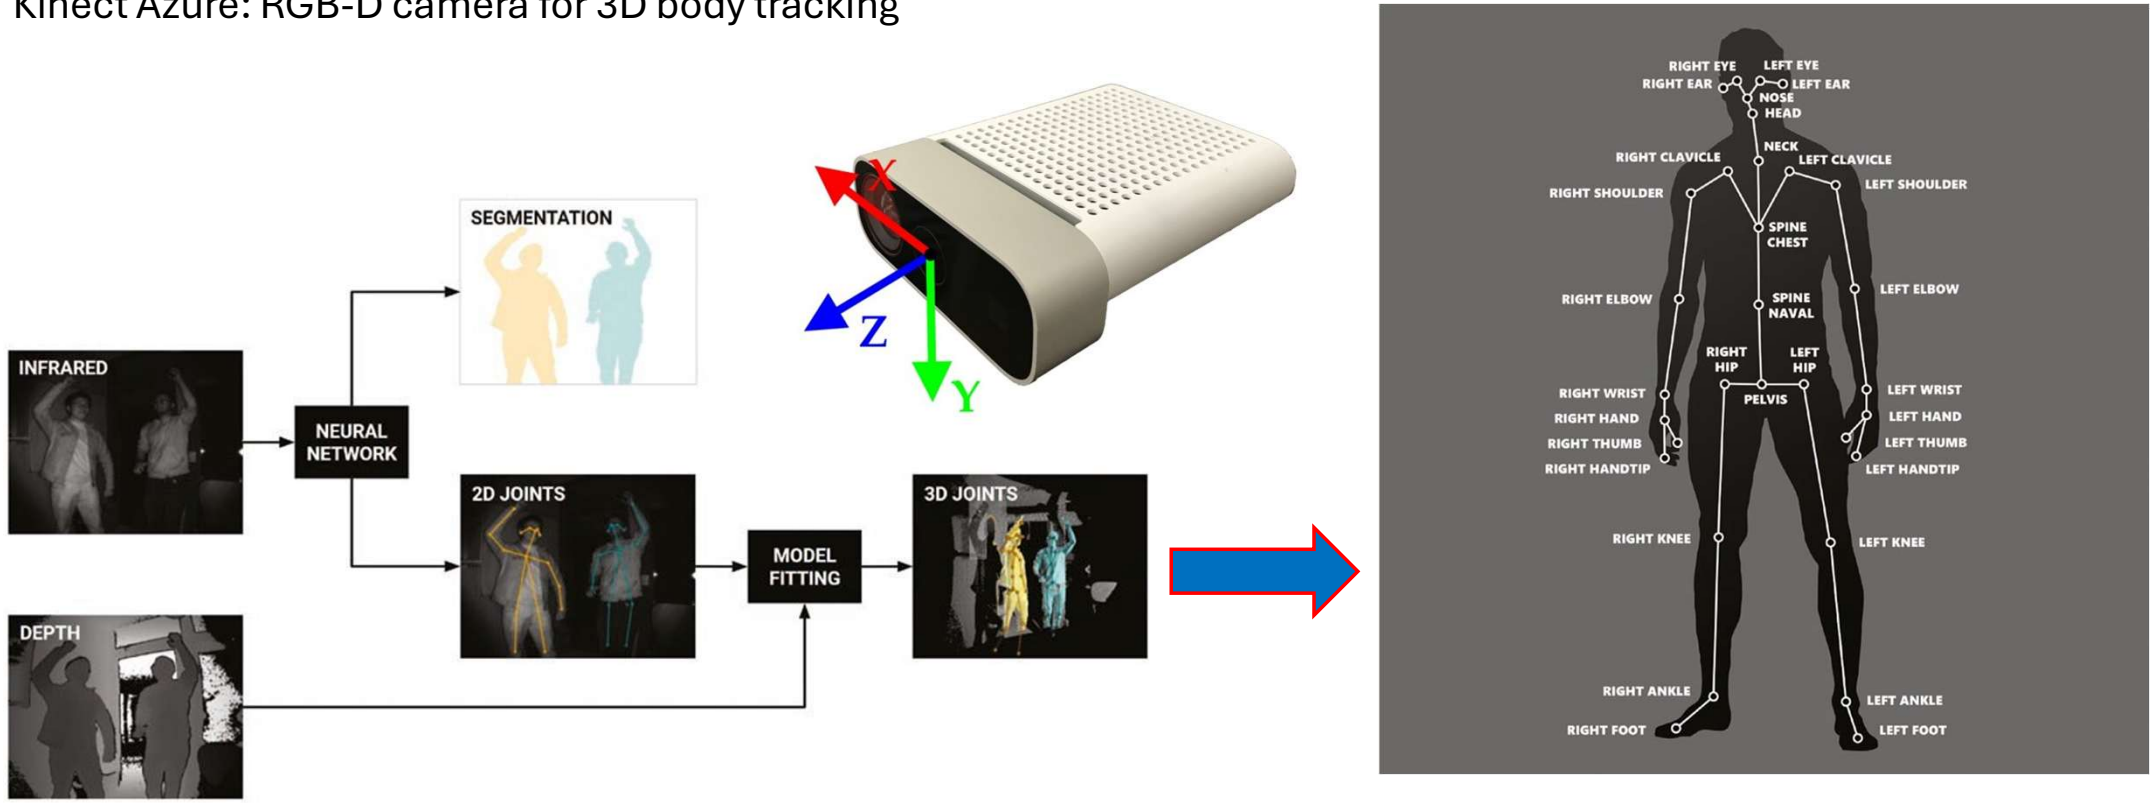 Kinect Azure: RGB-D camera for 3D body tracking
SEGMENTATION
INFRARED
NEURAL
NETWORK
2D JOINTS
MODEL
FITTING
3D JOINTS
DEPTH
X
Z
Y
RIGHT EYE
LEFT EYE
RIGHT EAR
LEFT EAR
NOSE
HEAD
NECK
RIGHT CLAVICLE
LEFT CLAVICLE
RIGHT SHOULDER
LEFT SHOULDER
SPINE
CHEST
RIGHT ELBOW
LEFT ELBOW
SPINE
NAVAL
RIGHT
HIP
LEFT
HIP
PELVIS
RIGHT WRIST
LEFT WRIST
RIGHT HAND
LEFT HAND
RIGHT THUMB
LEFT THUMB
RIGHT HANDTIP
LEFT HANDTIP
RIGHT KNEE
LEFT KNEE
RIGHT ANKLE
LEFT ANKLE
RIGHT FOOT
LEFT FOOT